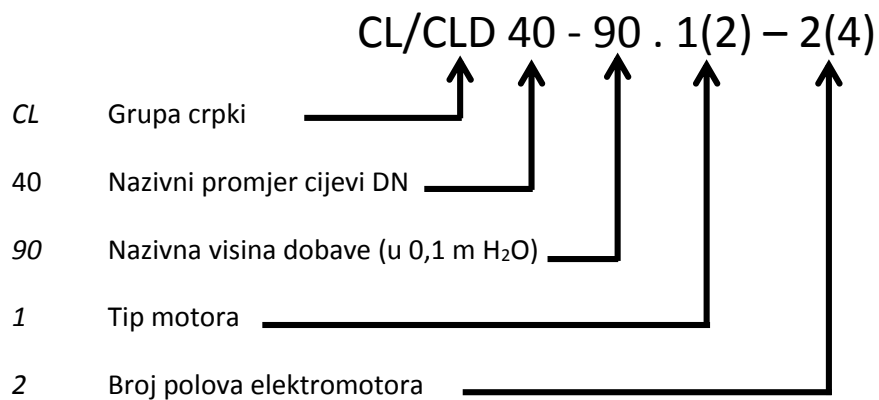 CL/CLD 40 - 90 . 1(2) – 2(4)
CL Grupa crpki
40 Nazivni promjer cijevi DN
90 Nazivna visina dobave (u 0,1 m H₂O)
1 Tip motora
2 Broj polova elektromotora